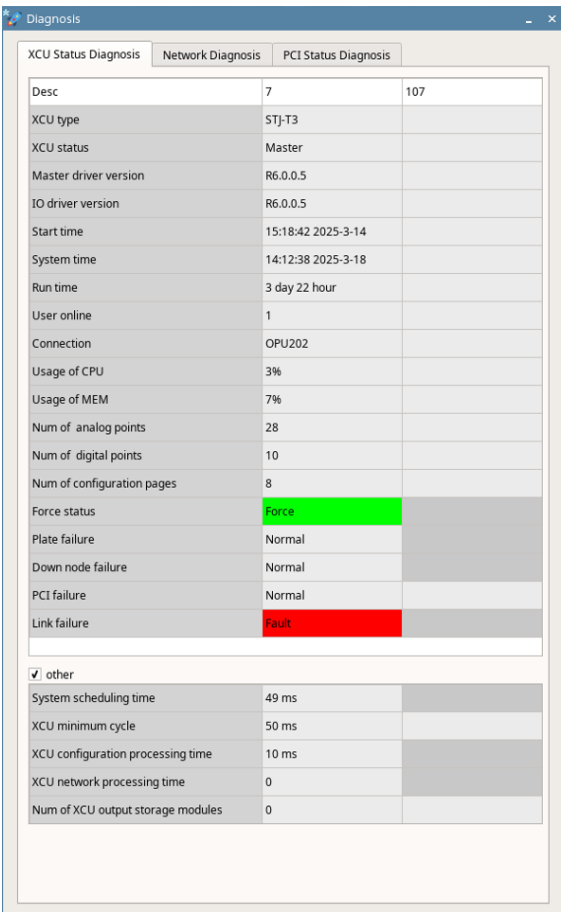 Diagnosis
XCU Status Diagnosis Network Diagnosis PCI Status Diagnosis
Desc 7 107
XCU type STJ-T3
XCU status Master
Master driver version R6.0.0.5
IO driver version R6.0.0.5
Start time 15:18:42 2025-3-14
System time 14:12:38 2025-3-18
Run time 3 day 22 hour
User online 1
Connection OPU202
Usage of CPU 3%
Usage of MEM 7%
Num of analog points 28
Num of digital points 10
Num of configuration pages 8
Force status Force
Plate failure Normal
Down node failure Normal
PCI failure Normal
Link failure Fault
other
System scheduling time 49 ms
XCU minimum cycle 50 ms
XCU configuration processing time 10 ms
XCU network processing time 0
Num of XCU output storage modules 0